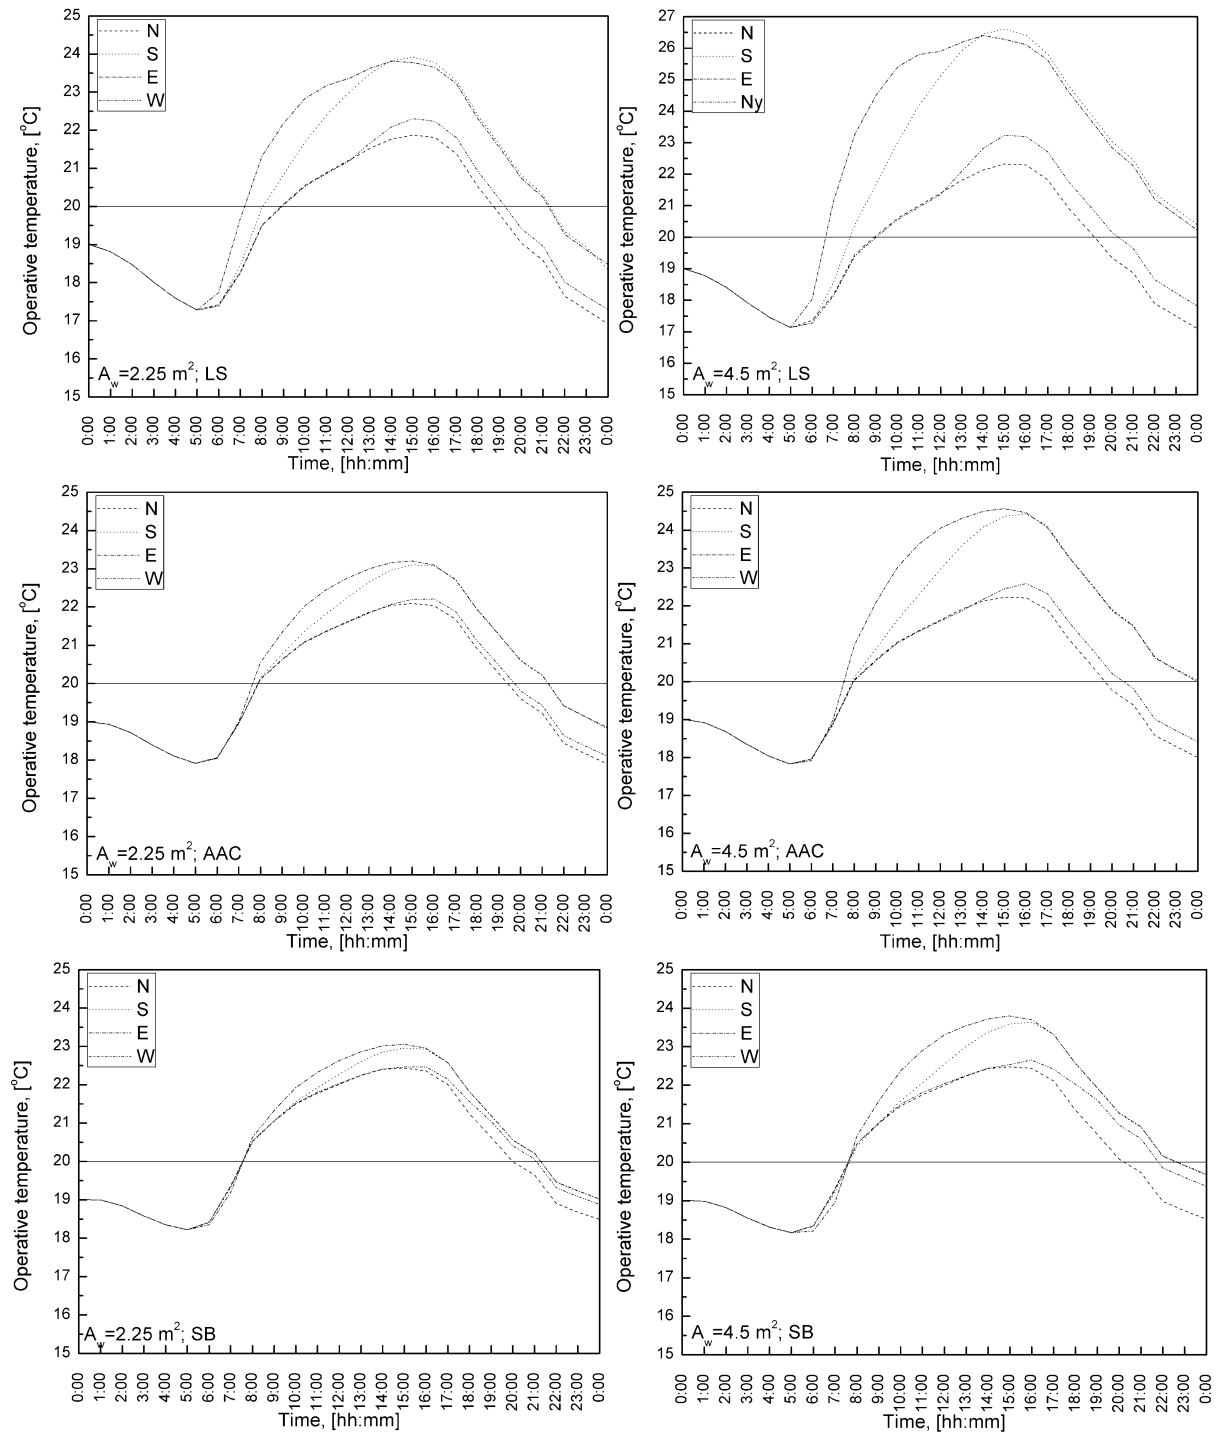 N
S
E
W
25
24
23
22
21
20
19
18
17
16
15
Operative temperature, [°C]
A_w=2.25 m²; LS
0:00 1:00 2:00 3:00 4:00 5:00 6:00 7:00 8:00 9:00 10:00 11:00 12:00 13:00 14:00 15:00 16:00 17:00 18:00 19:00 20:00 21:00 22:00 23:00 0:00
Time, [hh:mm]
N
S
E
Ny
27
26
25
24
23
22
21
20
19
18
17
16
15
Operative temperature, [°C]
A_w=4.5 m²; LS
0:00 1:00 2:00 3:00 4:00 5:00 6:00 7:00 8:00 9:00 10:00 11:00 12:00 13:00 14:00 15:00 16:00 17:00 18:00 19:00 20:00 21:00 22:00 23:00 0:00
Time, [hh:mm]
N
S
E
W
25
24
23
22
21
20
19
18
17
16
15
Operative temperature, [°C]
A_w=2.25 m²; AAC
0:00 1:00 2:00 3:00 4:00 5:00 6:00 7:00 8:00 9:00 10:00 11:00 12:00 13:00 14:00 15:00 16:00 17:00 18:00 19:00 20:00 21:00 22:00 23:00 0:00
Time, [hh:mm]
N
S
E
W
25
24
23
22
21
20
19
18
17
16
15
Operative temperature, [°C]
A_w=4.5 m²; AAC
0:00 1:00 2:00 3:00 4:00 5:00 6:00 7:00 8:00 9:00 10:00 11:00 12:00 13:00 14:00 15:00 16:00 17:00 18:00 19:00 20:00 21:00 22:00 23:00 0:00
Time, [hh:mm]
N
S
E
W
25
24
23
22
21
20
19
18
17
16
15
Operative temperature, [°C]
A_w=2.25 m²; SB
0:00 1:00 2:00 3:00 4:00 5:00 6:00 7:00 8:00 9:00 10:00 11:00 12:00 13:00 14:00 15:00 16:00 17:00 18:00 19:00 20:00 21:00 22:00 23:00 0:00
Time, [hh:mm]
N
S
E
W
25
24
23
22
21
20
19
18
17
16
15
Operative temperature, [°C]
A_w=4.5 m²; SB
0:00 1:00 2:00 3:00 4:00 5:00 6:00 7:00 8:00 9:00 10:00 11:00 12:00 13:00 14:00 15:00 16:00 17:00 18:00 19:00 20:00 21:00 22:00 23:00 0:00
Time, [hh:mm]